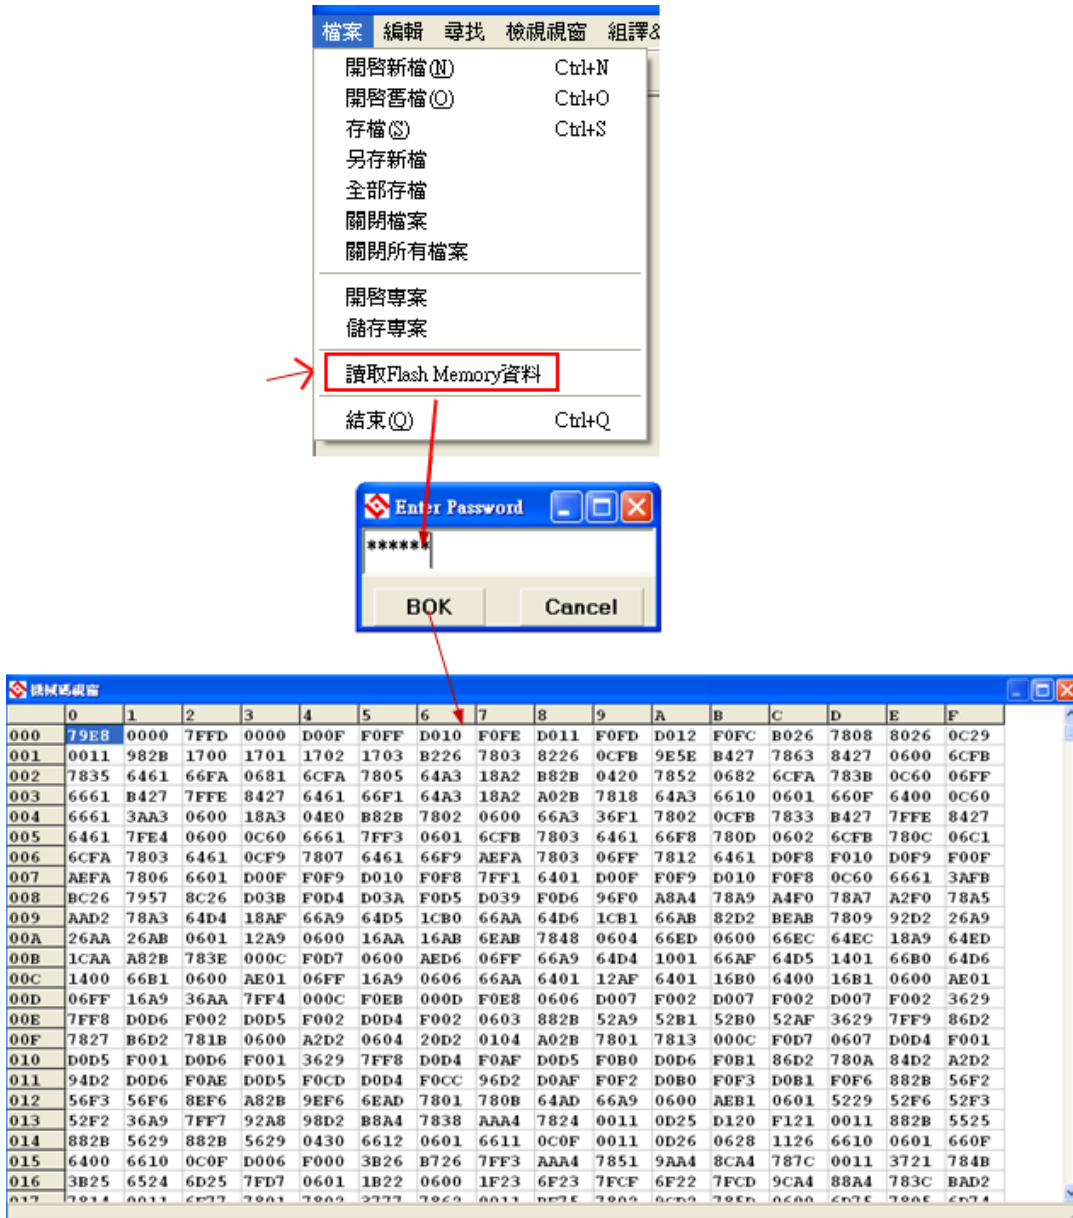 檔案 編輯 尋找 檢視視窗 組譯&
開啓新檔(N) Ctrl+N
開啓舊檔(O) Ctrl+O
存檔(S) Ctrl+S
另存新檔
全部存檔
關閉檔案
關閉所有檔案
開啓專案
儲存專案
讀取Flash Memory資料
結束(Q) Ctrl+Q
Enter Password
******
BOK Cancel
機械碼視窗
0 1 2 3 4 5 6 7 8 9 A B C D E F
000 79E8 0000 7FFD 0000 D00F F0FF D010 F0FE D011 F0FD D012 F0FC B026 7808 8026 0C29
001 0011 982B 1700 1701 1702 1703 B226 7803 8226 0CFB 9E5E B427 7863 8427 0600 6CFB
002 7835 6461 66FA 0681 6CFA 7805 64A3 18A2 B82B 0420 7852 0682 6CFA 783B 0C60 06FF
003 6661 B427 7FFE 8427 6461 66F1 64A3 18A2 A02B 7818 64A3 6610 0601 660F 6400 0C60
004 6661 3AA3 0600 18A3 04E0 B82B 7802 0600 66A3 36F1 7802 0CFB 7833 B427 7FFE 8427
005 6461 7FE4 0600 0C60 6661 7FF3 0601 6CFB 7803 6461 66F8 780D 0602 6CFB 780C 06C1
006 6CFA 7803 6461 0CF9 7807 6461 66F9 AEFA 7803 06FF 7812 6461 D0F8 F010 D0F9 F00F
007 AEFA 7806 6601 D00F F0F9 D010 F0F8 7FF1 6401 D00F F0F9 D010 F0F8 0C60 6661 3AFB
008 BC26 7957 8C26 D03B F0D4 D03A F0D5 D039 F0D6 96F0 A8A4 78A9 A4F0 78A7 A2F0 78A5
009 AAD2 78A3 64D4 18AF 66A9 64D5 1CB0 66AA 64D6 1CB1 66AB 82D2 BEAB 7809 92D2 26A9
00A 26AA 26AB 0601 12A9 0600 16AA 16AB 6EAB 7848 0604 66ED 0600 66EC 64EC 18A9 64ED
00B 1CAA A82B 783E 000C F0D7 0600 AED6 06FF 66A9 64D4 1001 66AF 64D5 1401 66B0 64D6
00C 1400 66B1 0600 AE01 06FF 16A9 0606 66AA 6401 12AF 6401 16B0 6400 16B1 0600 AE01
00D 06FF 16A9 36AA 7FF4 000C F0EB 000D F0E8 0606 D007 F002 D007 F002 D007 F002 3629
00E 7FF8 D0D6 F002 D0D5 F002 D0D4 F002 0603 882B 52A9 52B1 52B0 52AF 3629 7FF9 86D2
00F 7827 B6D2 781B 0600 A2D2 0604 20D2 0104 A02B 7801 7813 000C F0D7 0607 D0D4 F001
010 D0D5 F001 D0D6 F001 3629 7FF8 D0D4 F0AF D0D5 F0B0 D0D6 F0B1 86D2 780A 84D2 A2D2
011 94D2 D0D6 F0AE D0D5 F0CD D0D4 F0CC 96D2 D0AF F0F2 D0B0 F0F3 D0B1 F0F6 882B 56F2
012 56F3 56F6 8EF6 A82B 9EF6 6EAD 7801 780B 64AD 66A9 0600 AEB1 0601 5229 52F6 52F3
013 52F2 36A9 7FF7 92A8 98D2 B8A4 7838 AAA4 7824 0011 0D25 D120 F121 0011 882B 5525
014 882B 5629 882B 5629 0430 6612 0601 6611 0C0F 0011 0D26 0628 1126 6610 0601 660F
015 6400 6610 0C0F D006 F000 3B26 B726 7FF3 AAA4 7851 9AA4 8CA4 787C 0011 3721 784B
016 3B25 6524 6D25 7FD7 0601 1B22 0600 1F23 6F23 7FCF 6F22 7FCD 9CA4 88A4 783C BAD2